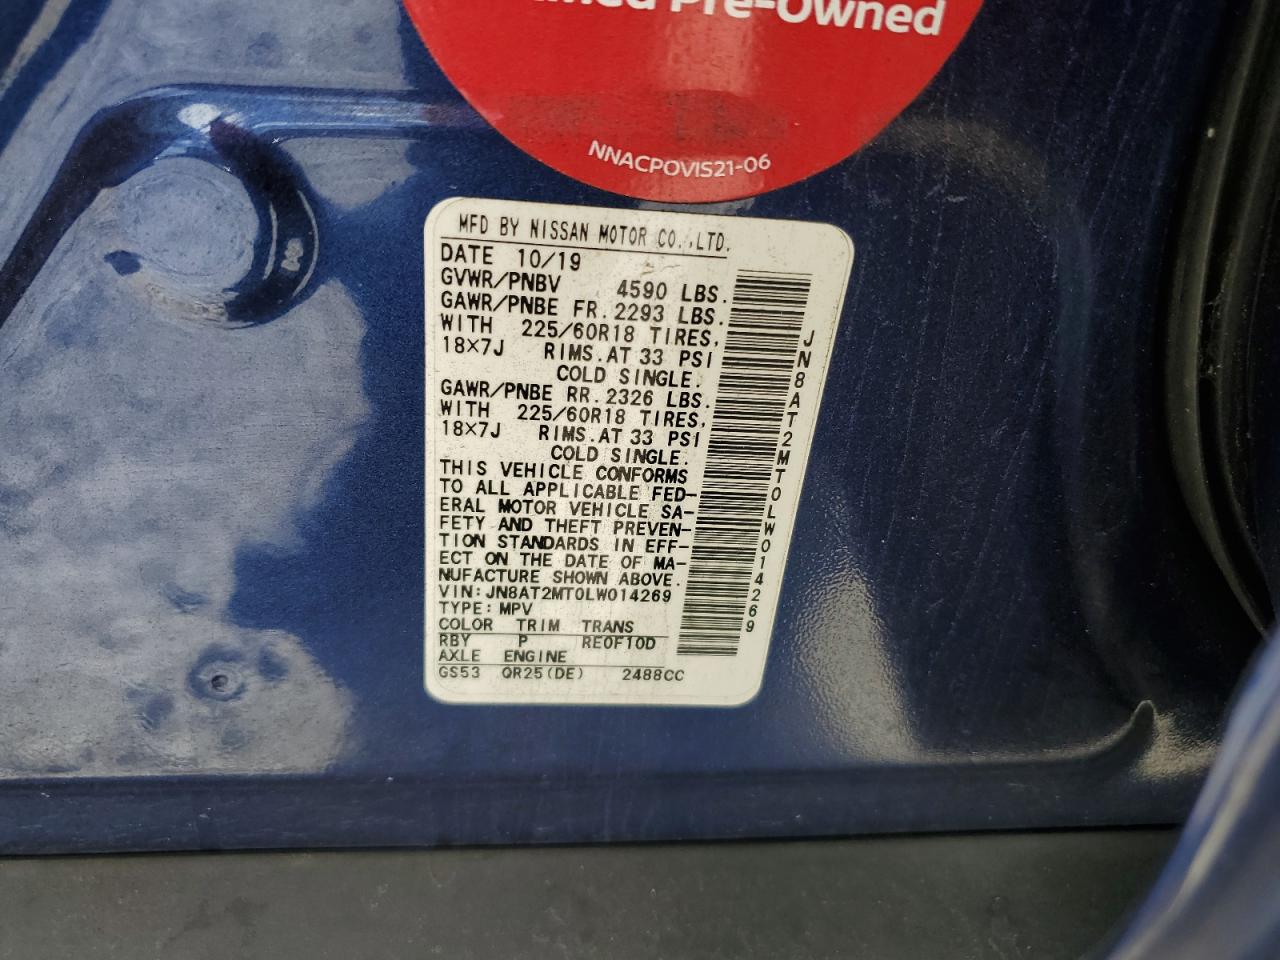 Pre-Owned
NNACPOVIS21-06
MFD BY NISSAN MOTOR CO.,LTD.
DATE 10/19
GVWR/PNBV 4590 LBS.
GAWR/PNBE FR. 2293 LBS.
WITH 225/60R18 TIRES,
18×7J RIMS. AT 33 PSI
COLD SINGLE.
GAWR/PNBE RR. 2326 LBS.
WITH 225/60R18 TIRES,
18×7J RIMS. AT 33 PSI
COLD SINGLE.
THIS VEHICLE CONFORMS
TO ALL APPLICABLE FED-
ERAL MOTOR VEHICLE SA-
FETY AND THEFT PREVEN-
TION STANDARDS IN EFF-
ECT ON THE DATE OF MA-
NUFACTURE SHOWN ABOVE.
VIN:JN8AT2MT0LW014269
TYPE:MPV
COLOR TRIM TRANS
RBY P RE0F10D
AXLE ENGINE
GS53 QR25(DE) 2488CC
JN8AT2MT0LW014269